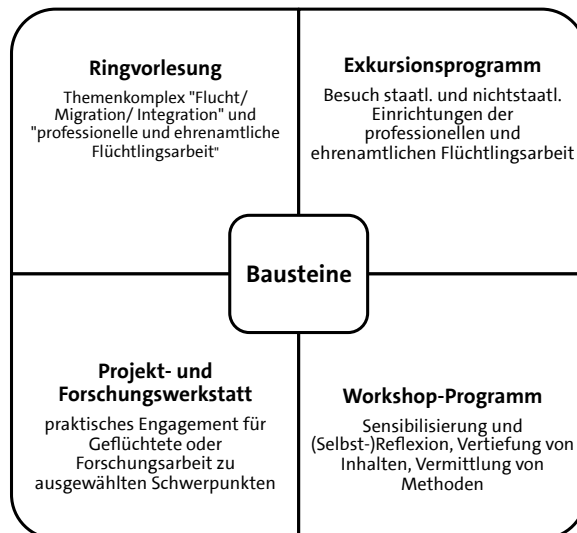 Ringvorlesung
Themenkomplex "Flucht/
Migration/ Integration" und
"professionelle und ehrenamtliche
Flüchtlingsarbeit"
Exkursionsprogramm
Besuch staatl. und nichtstaatl.
Einrichtungen der
professionellen und
ehrenamtlichen Flüchtlingsarbeit
Bausteine
Projekt- und
Forschungswerkstatt
praktisches Engagement für
Geflüchtete oder
Forschungsarbeit zu
ausgewählten Schwerpunkten
Workshop-Programm
Sensibilisierung und
(Selbst-)Reflexion, Vertiefung von
Inhalten, Vermittlung von
Methoden